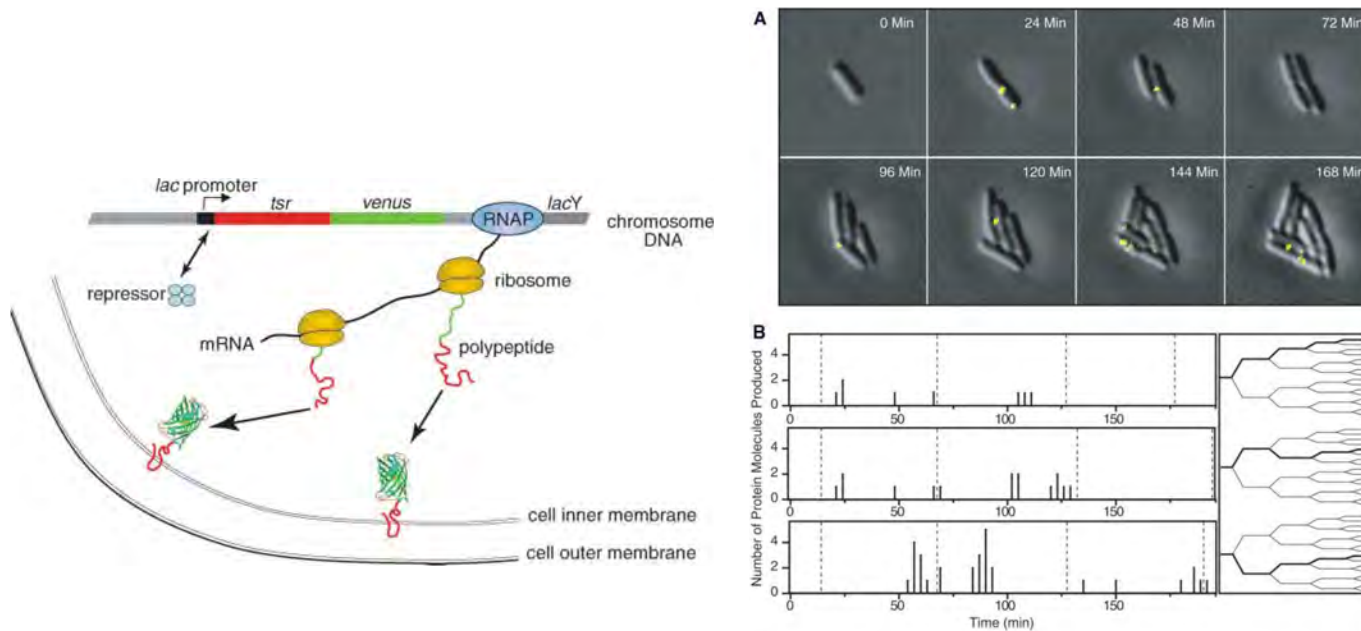 lac promoter
tsr
venus
RNAP
lacY
chromosome
DNA
repressor
ribosome
mRNA
polypeptide
cell inner membrane
cell outer membrane
A
0 Min
24 Min
48 Min
72 Min
96 Min
120 Min
144 Min
168 Min
B
Number of Protein Molecules Produced
4
2
0
0
50
100
150
4
2
0
0
50
100
150
4
2
0
0
50
100
150
Time (min)